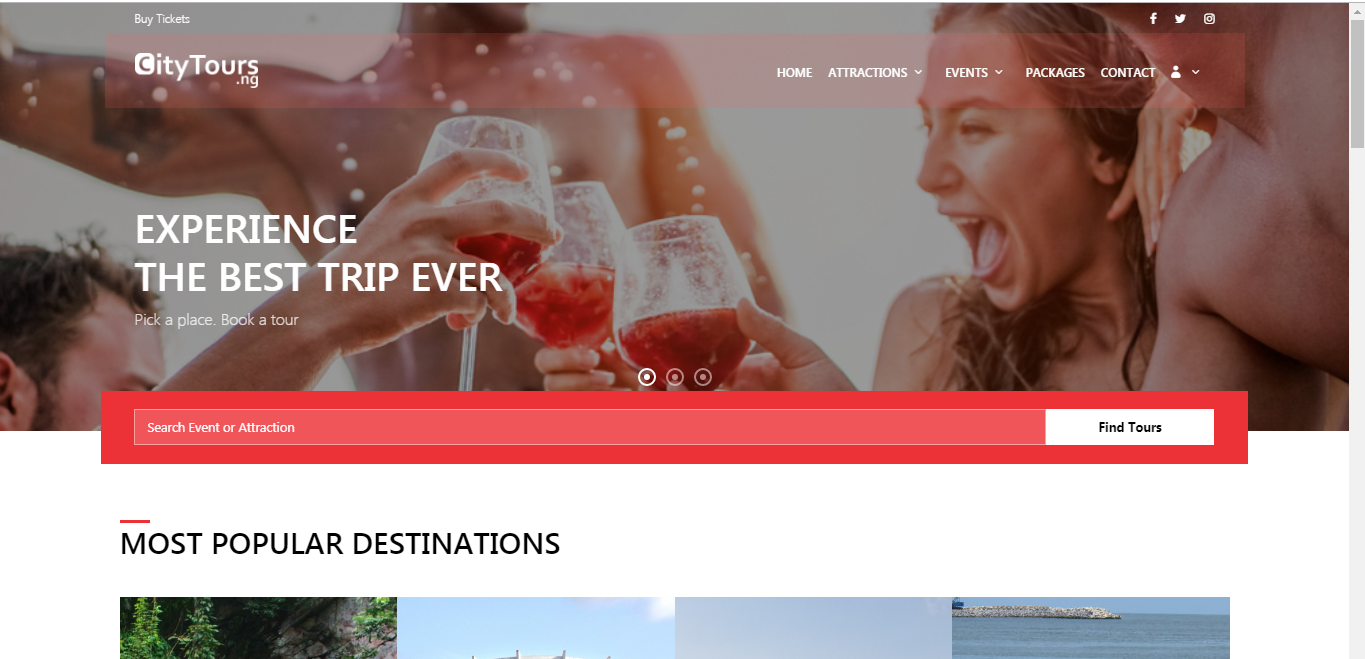 Buy Tickets
CityTours
.ng
HOME ATTRACTIONS EVENTS PACKAGES CONTACT
EXPERIENCE
THE BEST TRIP EVER
Pick a place. Book a tour
Search Event or Attraction
Find Tours
MOST POPULAR DESTINATIONS